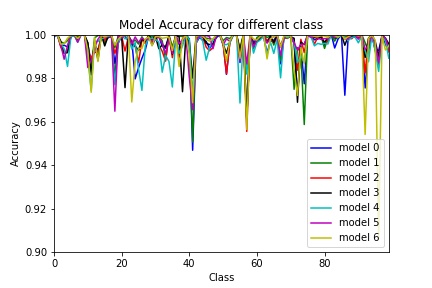 Model Accuracy for different class
1.00
0.98
0.96
0.94
0.92
0.90
Accuracy
0
20
40
60
80
Class
model 0
model 1
model 2
model 3
model 4
model 5
model 6